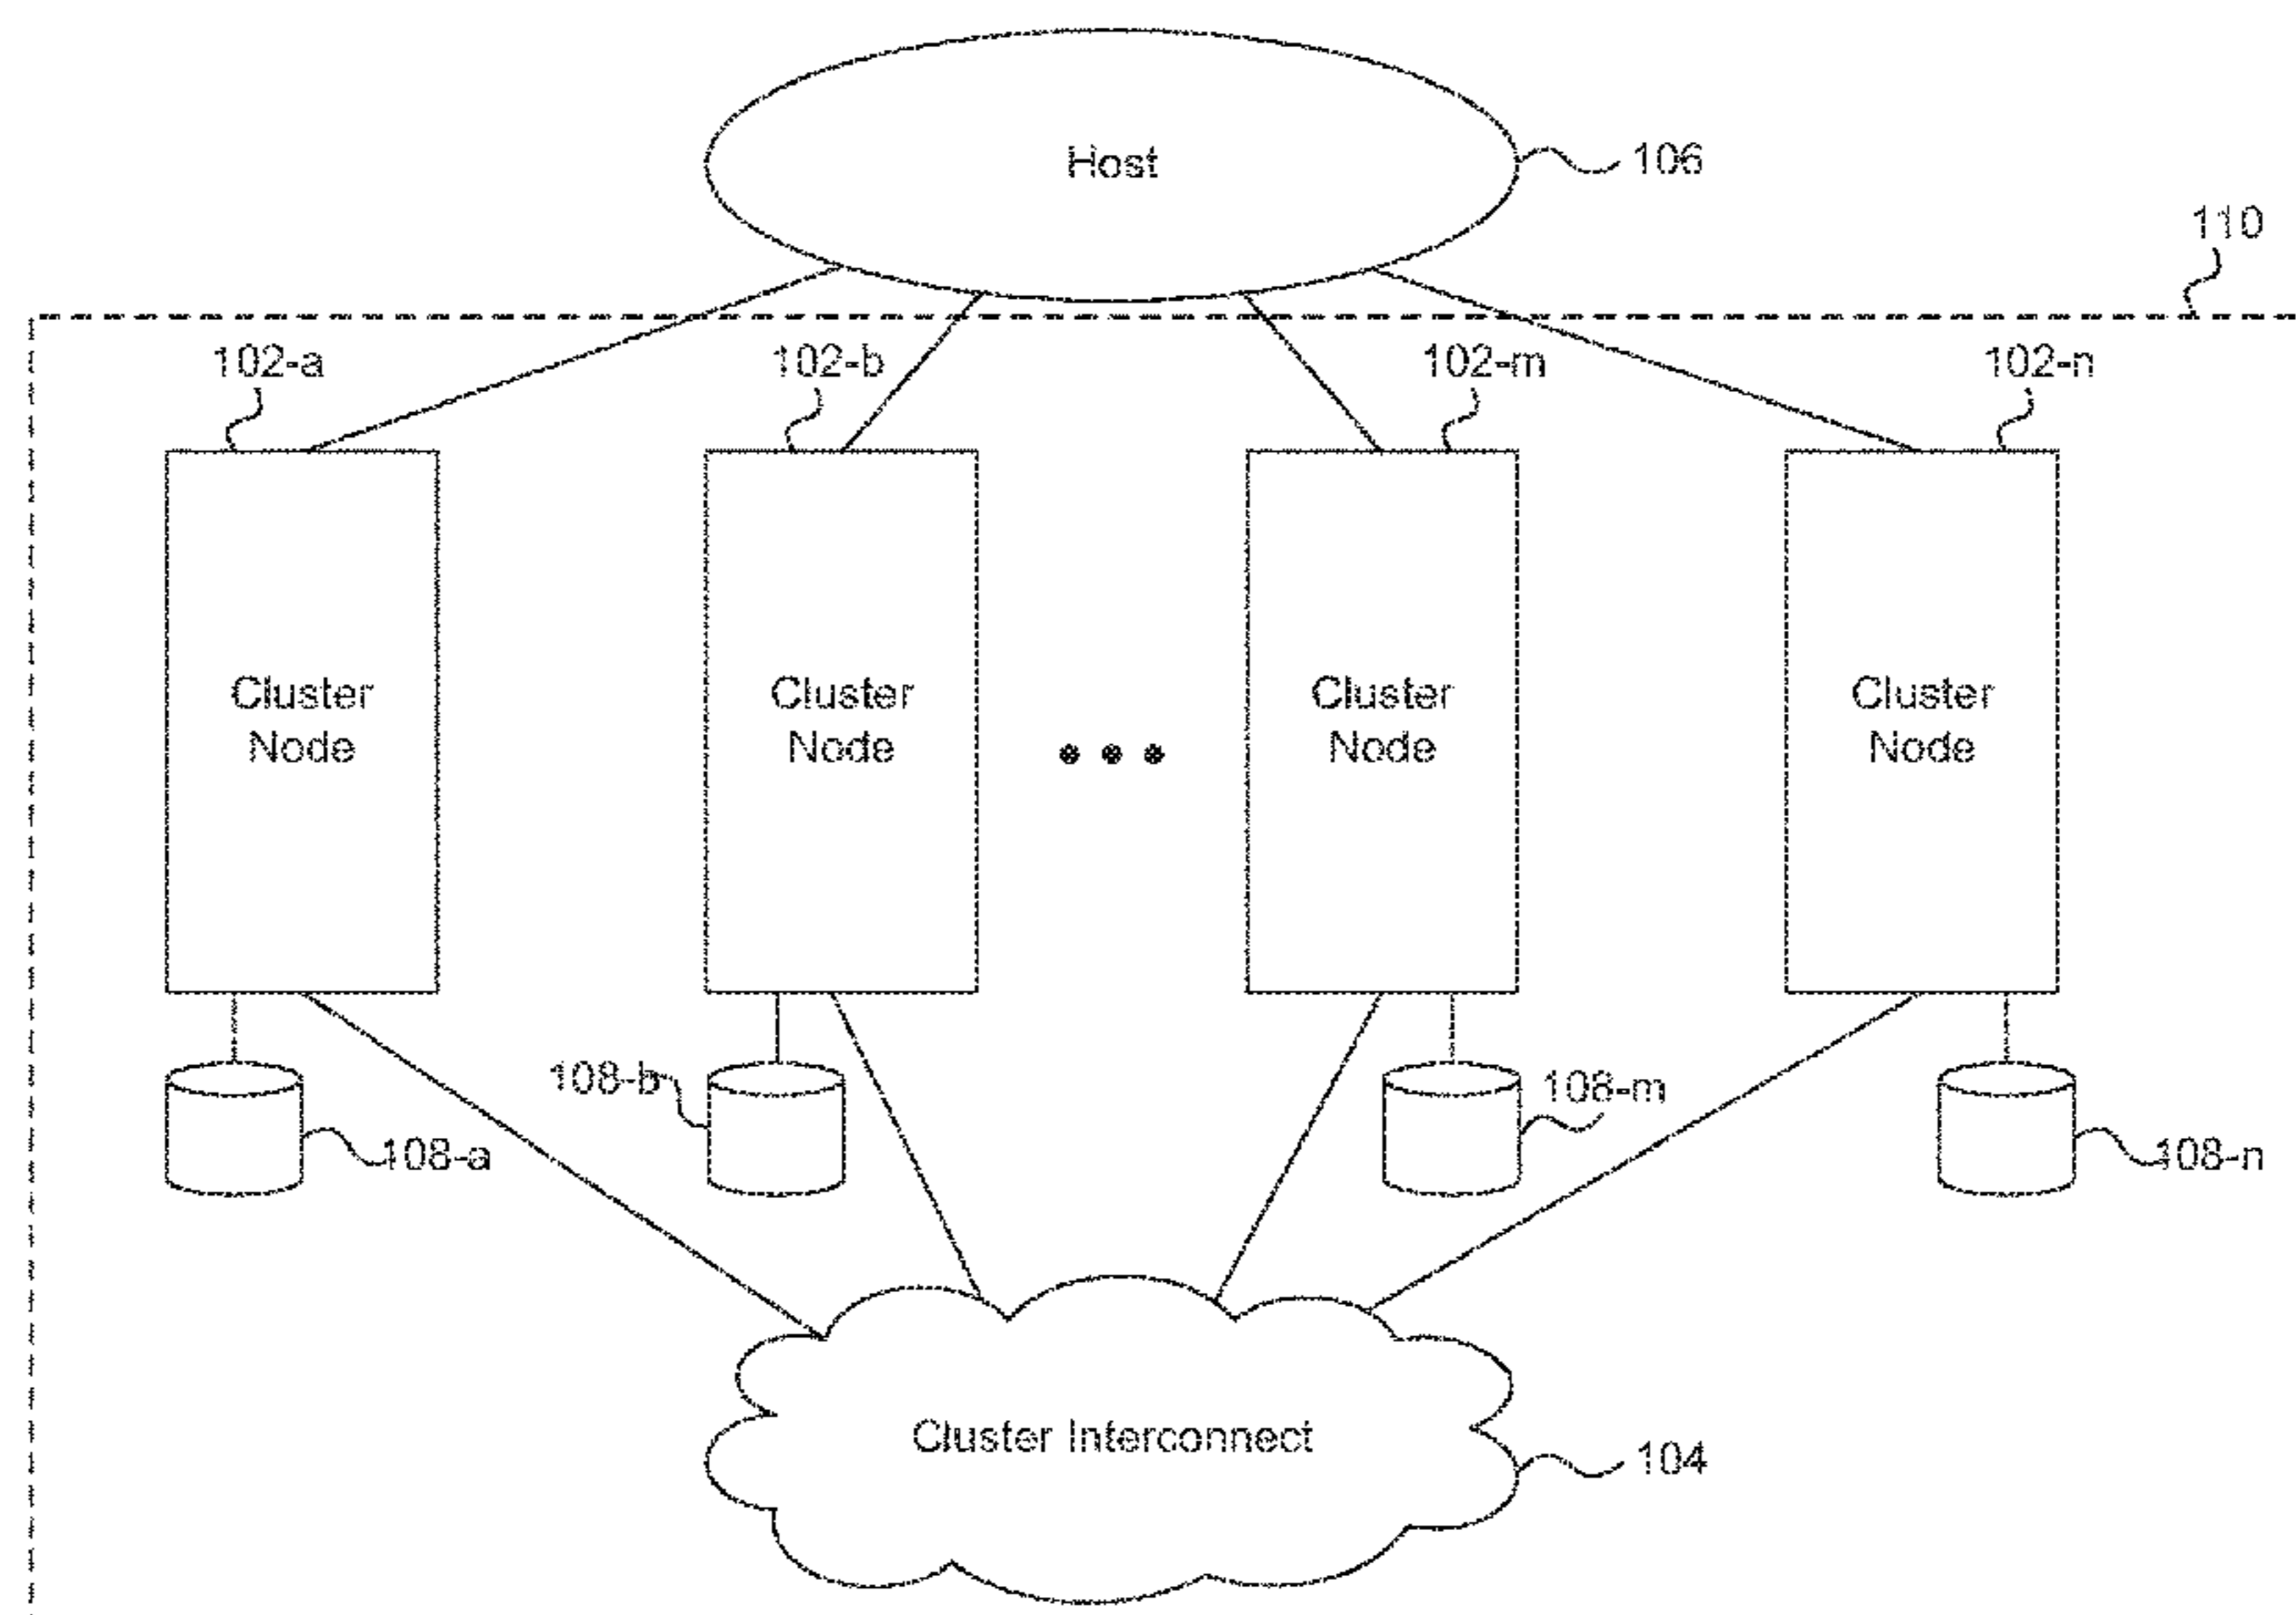 Host
106
110
102-a
102-b
102-m
102-n
Cluster
Node
Cluster
Node
Cluster
Node
Cluster
Node
108-a
108-b
108-m
108-n
Cluster Interconnect
104